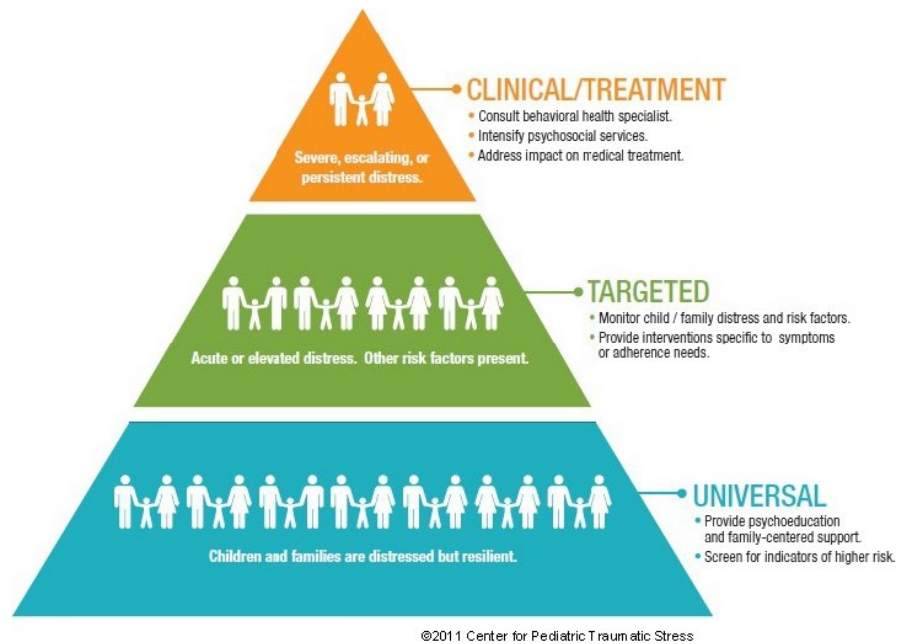 CLINICAL/TREATMENT
• Consult behavioral health specialist.
• Intensify psychosocial services.
• Address impact on medical treatment.
Severe, escalating, or
persistent distress.
TARGETED
• Monitor child / family distress and risk factors.
• Provide interventions specific to symptoms
or adherence needs.
Acute or elevated distress. Other risk factors present.
UNIVERSAL
• Provide psychoeducation
and family-centered support.
• Screen for indicators of higher risk.
Children and families are distressed but resilient.
©2011 Center for Pediatric Traumatic Stress